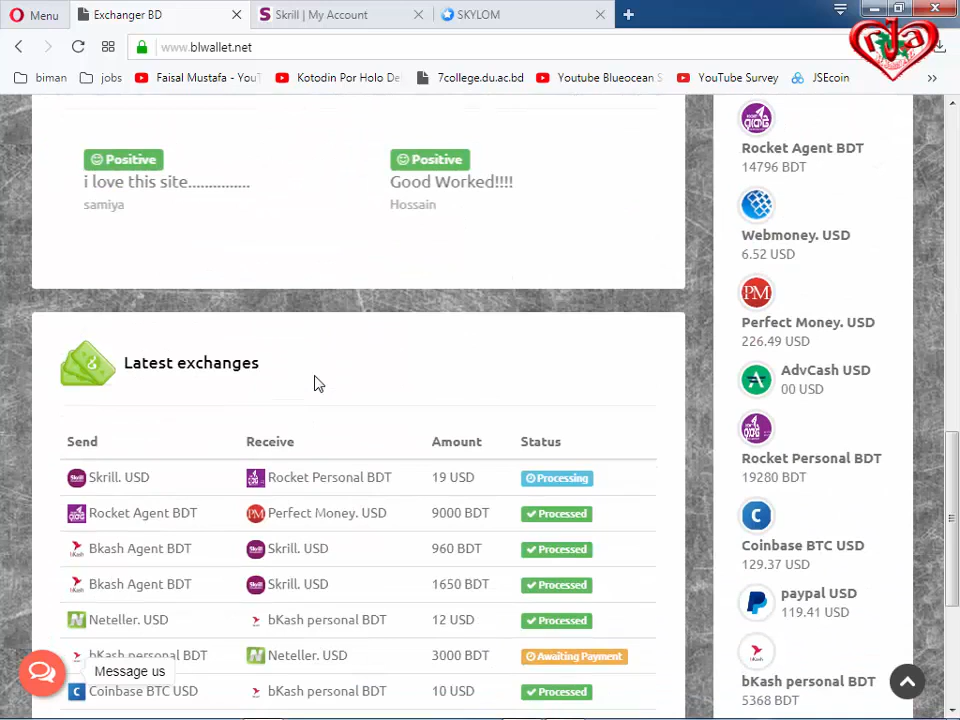 Menu
Exchanger BD
Skrill | My Account
SKYLOM
www.blwallet.net
biman
jobs
Faisal Mustafa - You
Kotodin Por Holo De
7college.du.ac.bd
Youtube Blueocean S
YouTube Survey
JSEcoin
Positive
i love this site...............
samiya
Positive
Good Worked!!!!
Hossain
Latest exchanges
Send Receive Amount Status
Skrill. USD Rocket Personal BDT 19 USD Processing
Rocket Agent BDT Perfect Money. USD 9000 BDT Processed
Bkash Agent BDT Skrill. USD 960 BDT Processed
Bkash Agent BDT Skrill. USD 1650 BDT Processed
Neteller. USD bKash personal BDT 12 USD Processed
bKash personal BDT Neteller. USD 3000 BDT Awaiting Payment
Coinbase BTC USD bKash personal BDT 10 USD Processed
Message us
Rocket Agent BDT
14796 BDT
Webmoney. USD
6.52 USD
PM
Perfect Money. USD
226.49 USD
AdvCash USD
00 USD
Rocket Personal BDT
19280 BDT
Coinbase BTC USD
129.37 USD
paypal USD
119.41 USD
bKash personal BDT
5368 BDT